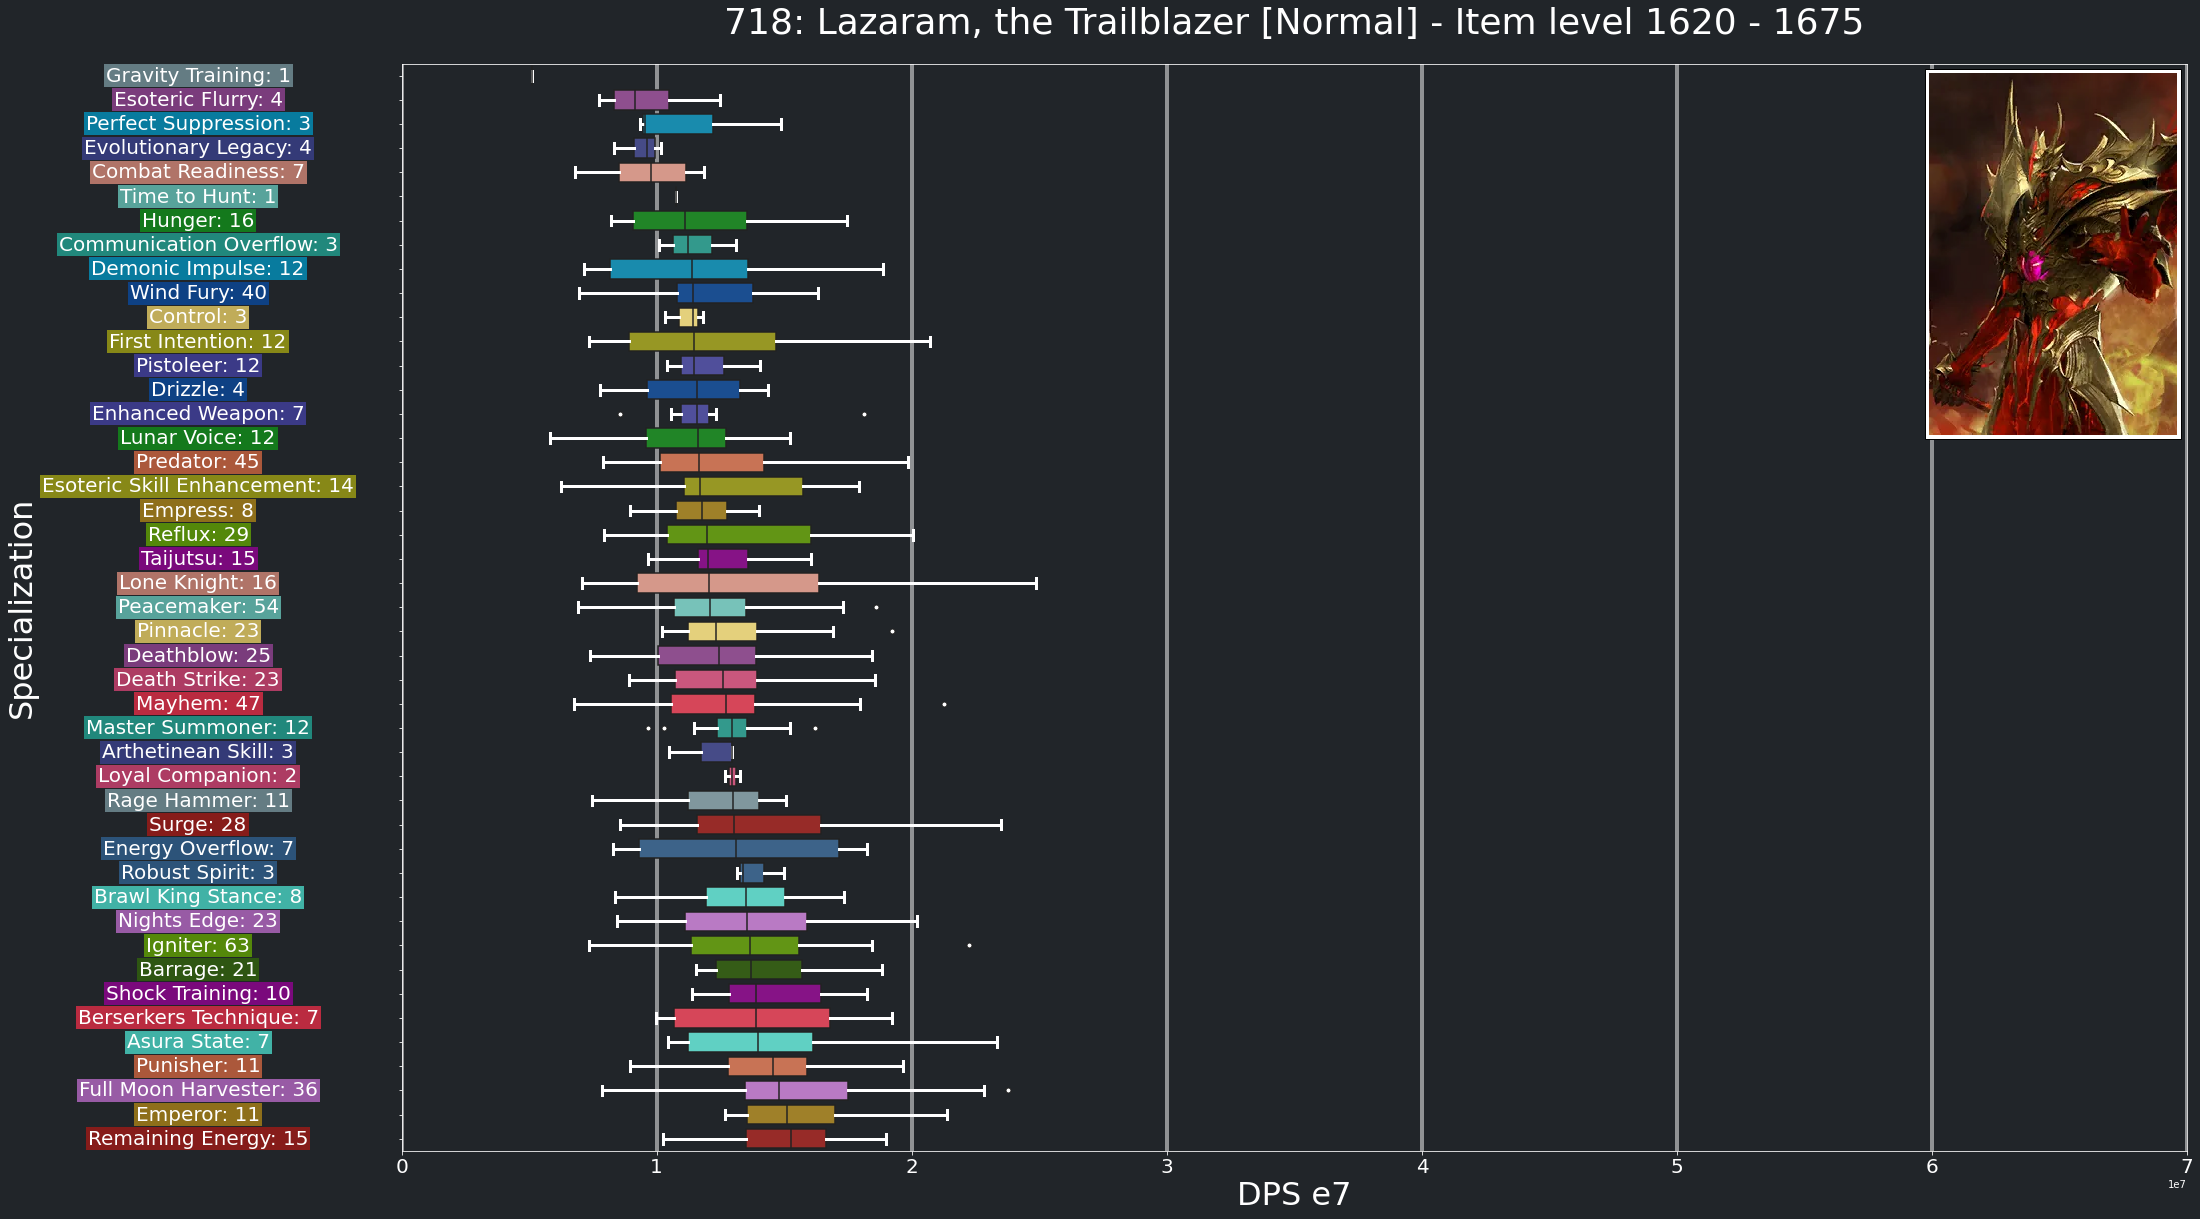 718: Lazaram, the Trailblazer [Normal] - Item level 1620 - 1675
Specialization
Gravity Training: 1
Esoteric Flurry: 4
Perfect Suppression: 3
Evolutionary Legacy: 4
Combat Readiness: 7
Time to Hunt: 1
Hunger: 16
Communication Overflow: 3
Demonic Impulse: 12
Wind Fury: 40
Control: 3
First Intention: 12
Pistoleer: 12
Drizzle: 4
Enhanced Weapon: 7
Lunar Voice: 12
Predator: 45
Esoteric Skill Enhancement: 14
Empress: 8
Reflux: 29
Taijutsu: 15
Lone Knight: 16
Peacemaker: 54
Pinnacle: 23
Deathblow: 25
Death Strike: 23
Mayhem: 47
Master Summoner: 12
Arthetinean Skill: 3
Loyal Companion: 2
Rage Hammer: 11
Surge: 28
Energy Overflow: 7
Robust Spirit: 3
Brawl King Stance: 8
Nights Edge: 23
Igniter: 63
Barrage: 21
Shock Training: 10
Berserkers Technique: 7
Asura State: 7
Punisher: 11
Full Moon Harvester: 36
Emperor: 11
Remaining Energy: 15
0 1 2 3 4 5 6 7
1e7
DPS e7